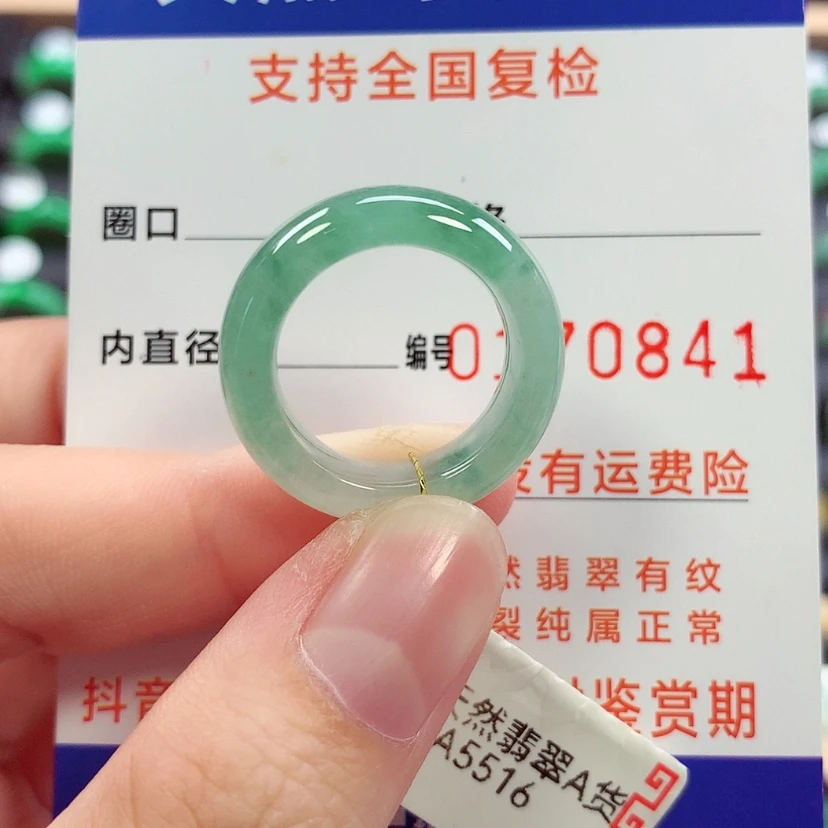 支持全国复检
圈口
内直径 编号 0170841
有运费险
然翡翠有纹
裂纯属正常
抖音 鉴赏期
天然翡翠A货
A5516